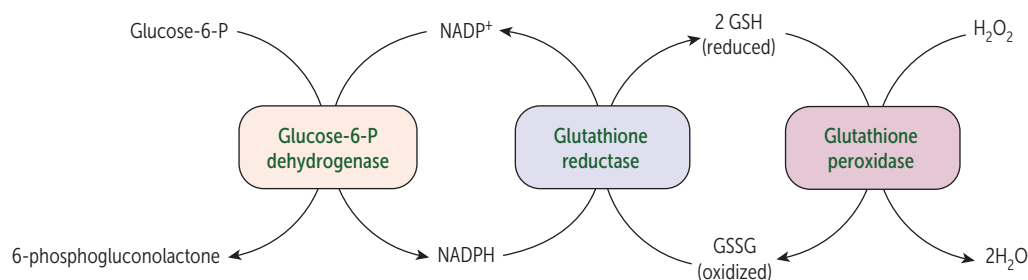 Glucose-6-P
NADP⁺
2 GSH
(reduced)
H₂O₂
Glucose-6-P
dehydrogenase
Glutathione
reductase
Glutathione
peroxidase
6-phosphogluconolactone
NADPH
GSSG
(oxidized)
2H₂O